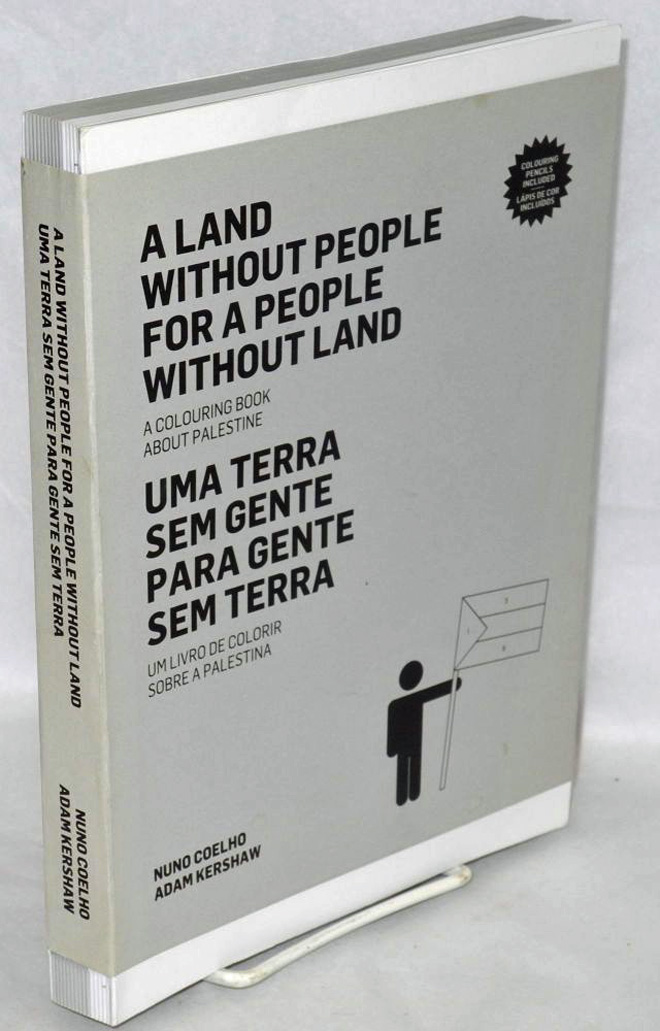 A LAND
WITHOUT PEOPLE
FOR A PEOPLE
WITHOUT LAND
A COLOURING BOOK
ABOUT PALESTINE
UMA TERRA
SEM GENTE
PARA GENTE
SEM TERRA
UM LIVRO DE COLORIR
SOBRE A PALESTINA
NUNO COELHO
ADAM KERSHAW
COLOURING
PENCILS
INCLUDED
LÁPIS DE COR
INCLUÍDOS
1
3
A LAND WITHOUT PEOPLE FOR A PEOPLE WITHOUT LAND
UMA TERRA SEM GENTE PARA GENTE SEM TERRA
NUNO COELHO
ADAM KERSHAW